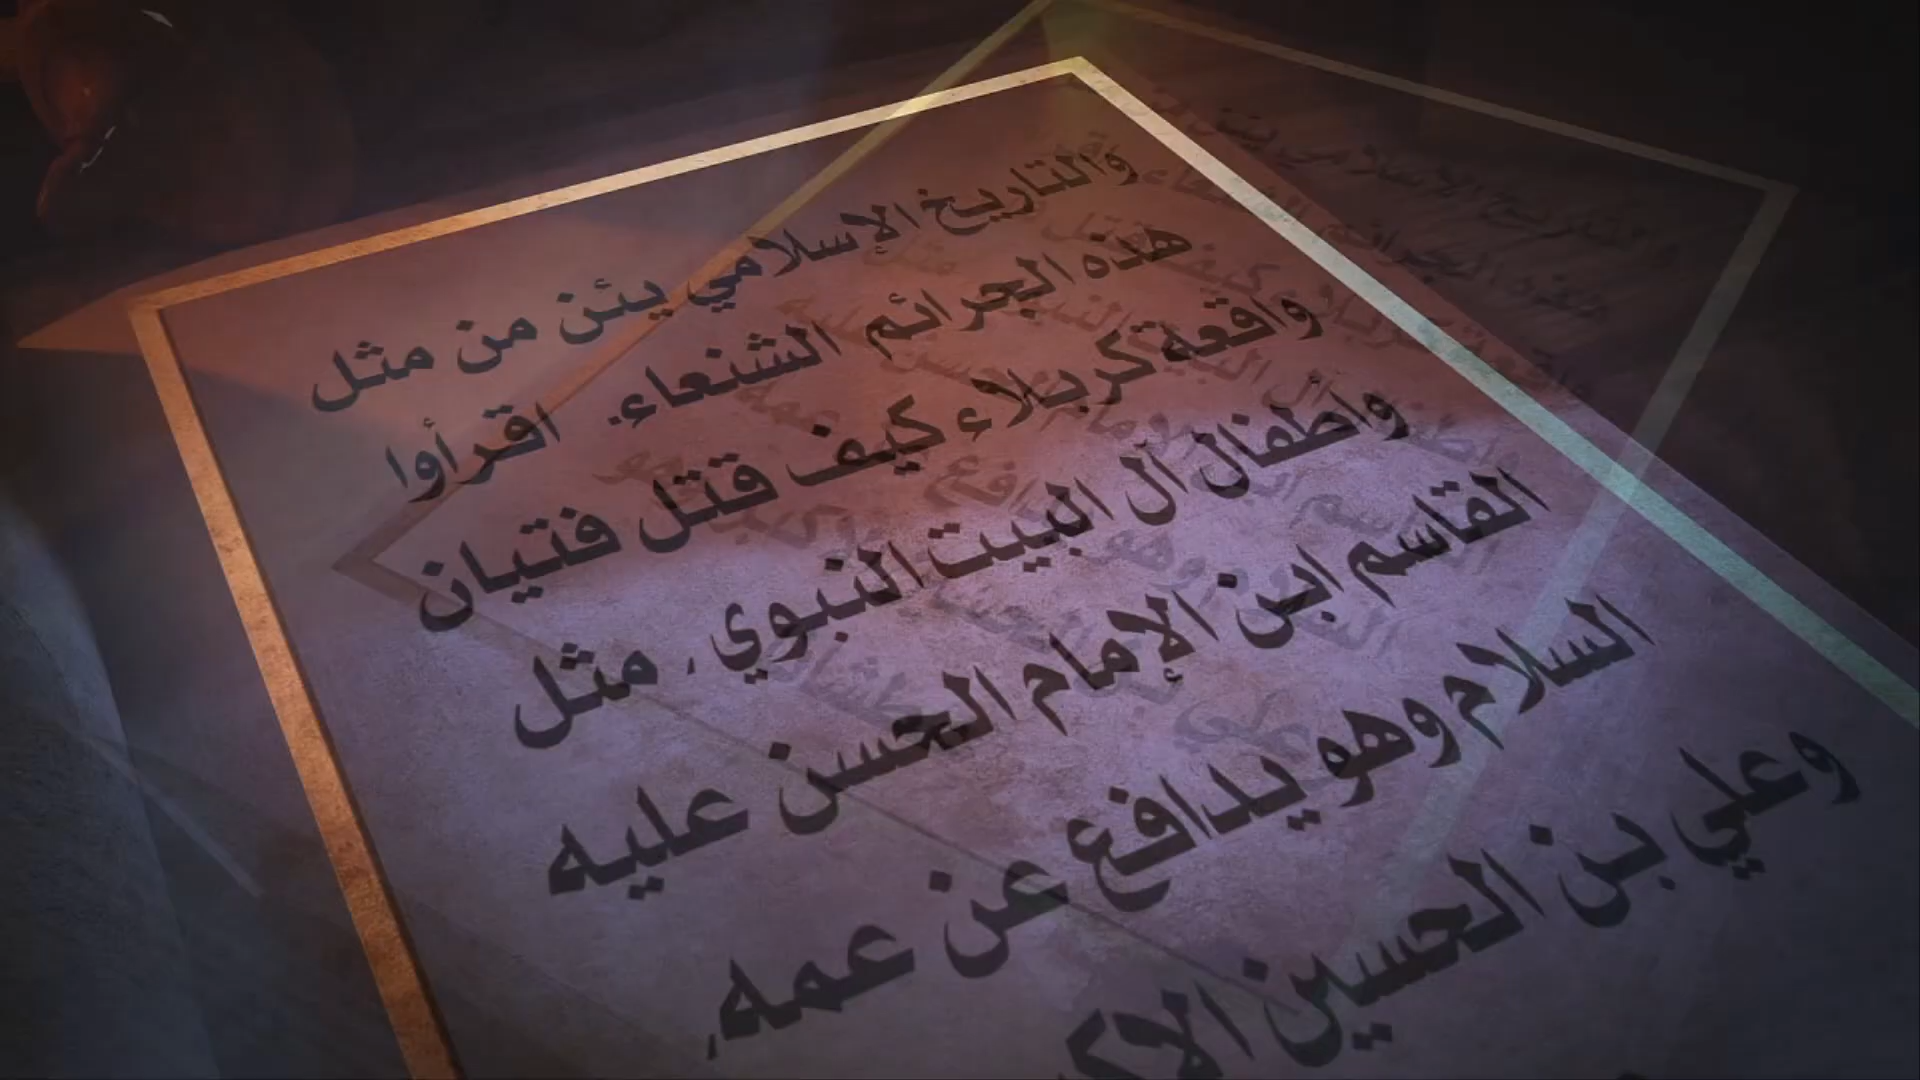 والتاريخ الإسلامي يئن من مثل
هذه الجرائم الشنعاء. اقرأوا
واقعة كربلاء كيف قتل فتيان
واطفال آل البيت النبوي، مثل
القاسم ابن الإمام الحسن عليه
السلام وهو يدافع عن عمه,
وعلي بن الحسين